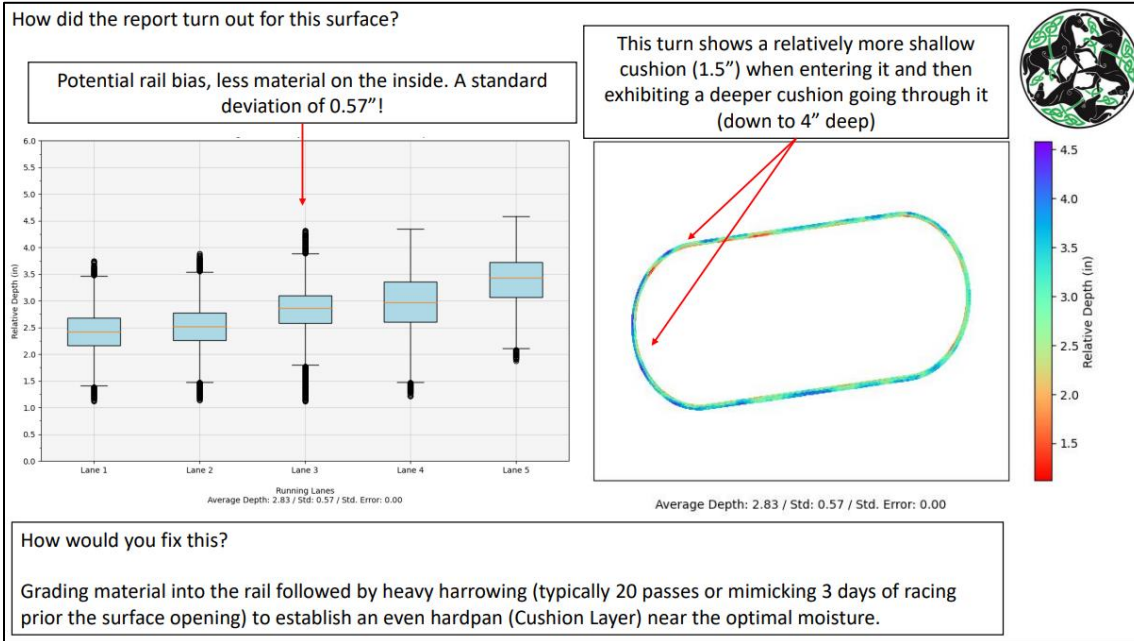 How did the report turn out for this surface?
Potential rail bias, less material on the inside. A standard
deviation of 0.57”!
This turn shows a relatively more shallow
cushion (1.5”) when entering it and then
exhibiting a deeper cushion going through it
(down to 4” deep)
6.0
5.5
5.0
4.5
4.0
3.5
3.0
2.5
2.0
1.5
1.0
0.5
0.0
Relative Depth (in)
Lane 1 Lane 2 Lane 3 Lane 4 Lane 5
Running Lanes
Average Depth: 2.83 / Std: 0.57 / Std. Error: 0.00
4.5
4.0
3.5
3.0
2.5
2.0
1.5
Relative Depth (in)
Average Depth: 2.83 / Std: 0.57 / Std. Error: 0.00
How would you fix this?
Grading material into the rail followed by heavy harrowing (typically 20 passes or mimicking 3 days of racing
prior the surface opening) to establish an even hardpan (Cushion Layer) near the optimal moisture.